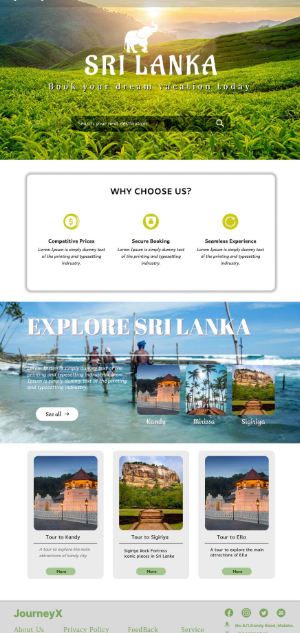 SRI LANKA
Book your dream vacation today
Search your next destination
WHY CHOOSE US?
Competitive Prices
Lorem Ipsum is simply dummy text
of the printing and typesetting
industry.
Secure Booking
Lorem Ipsum is simply dummy text
of the printing and typesetting
industry.
Seamless Experience
Lorem Ipsum is simply dummy text
of the printing and typesetting
industry.
EXPLORE SRI LANKA
Lorem Ipsum is simply dummy text of the
printing and typesetting industry. Lorem
Ipsum is simply dummy text of the printing
and typesetting industry.
See all →
Kandy
Mirissa
Sigiriya
Tour to Kandy
A tour to explore the main
attractions of kandy city
More
Tour to Sigiriya
Sigiriya Rock Fortress
iconic places in Sri Lanka
More
Tour to Ella
A tour to explore the main
attractions of Ella
More
JourneyX
About Us
Privacy Policy
FeedBack
Service